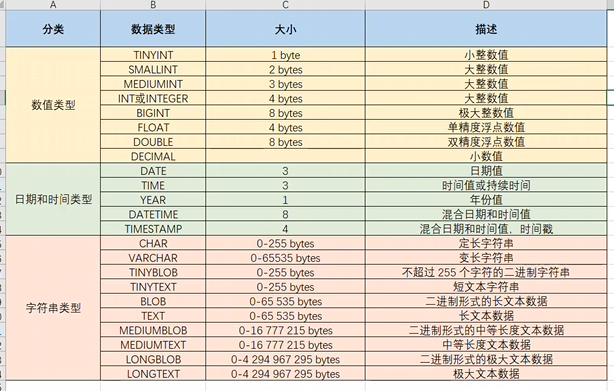 A B C D
分类 数据类型 大小 描述
数值类型
TINYINT 1 byte 小整数值
SMALLINT 2 bytes 大整数值
MEDIUMINT 3 bytes 大整数值
INT或INTEGER 4 bytes 大整数值
BIGINT 8 bytes 极大整数值
FLOAT 4 bytes 单精度浮点数值
DOUBLE 8 bytes 双精度浮点数值
DECIMAL 小数值
日期和时间类型
DATE 3 日期值
TIME 3 时间值或持续时间
YEAR 1 年份值
DATETIME 8 混合日期和时间值
TIMESTAMP 4 混合日期和时间值，时间戳
字符串类型
CHAR 0-255 bytes 定长字符串
VARCHAR 0-65535 bytes 变长字符串
TINYBLOB 0-255 bytes 不超过 255 个字符的二进制字符串
TINYTEXT 0-255 bytes 短文本字符串
BLOB 0-65 535 bytes 二进制形式的长文本数据
TEXT 0-65 535 bytes 长文本数据
MEDIUMBLOB 0-16 777 215 bytes 二进制形式的中等长度文本数据
MEDIUMTEXT 0-16 777 215 bytes 中等长度文本数据
LONGBLOB 0-4 294 967 295 bytes 二进制形式的极大文本数据
LONGTEXT 0-4 294 967 295 bytes 极大文本数据